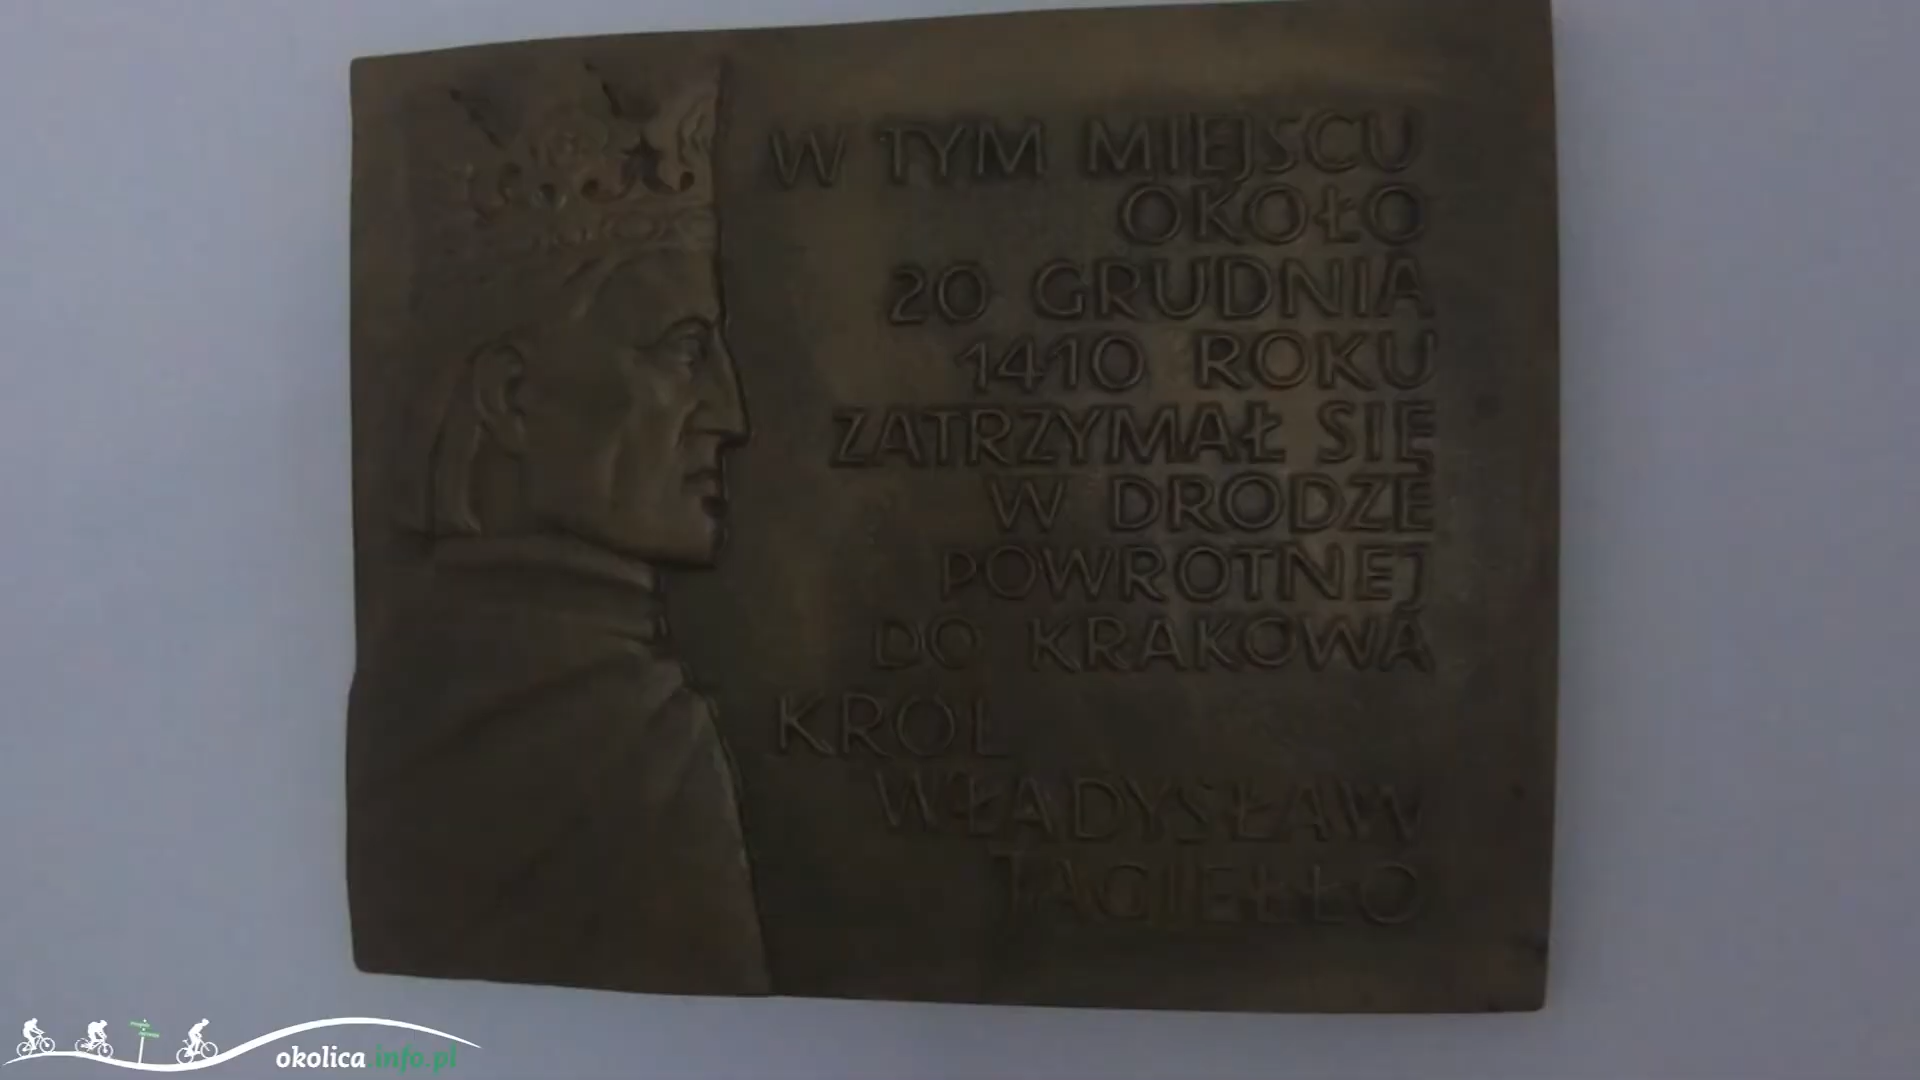 W TYM MIEJSCU
OKOŁO
20 GRUDNIA
1410 ROKU
ZATRZYMAŁ SIĘ
W DRODZE
POWROTNEJ
DO KRAKOWA
KRÓL
WŁADYSŁAW
JAGIEŁŁO
okolica.info.pl